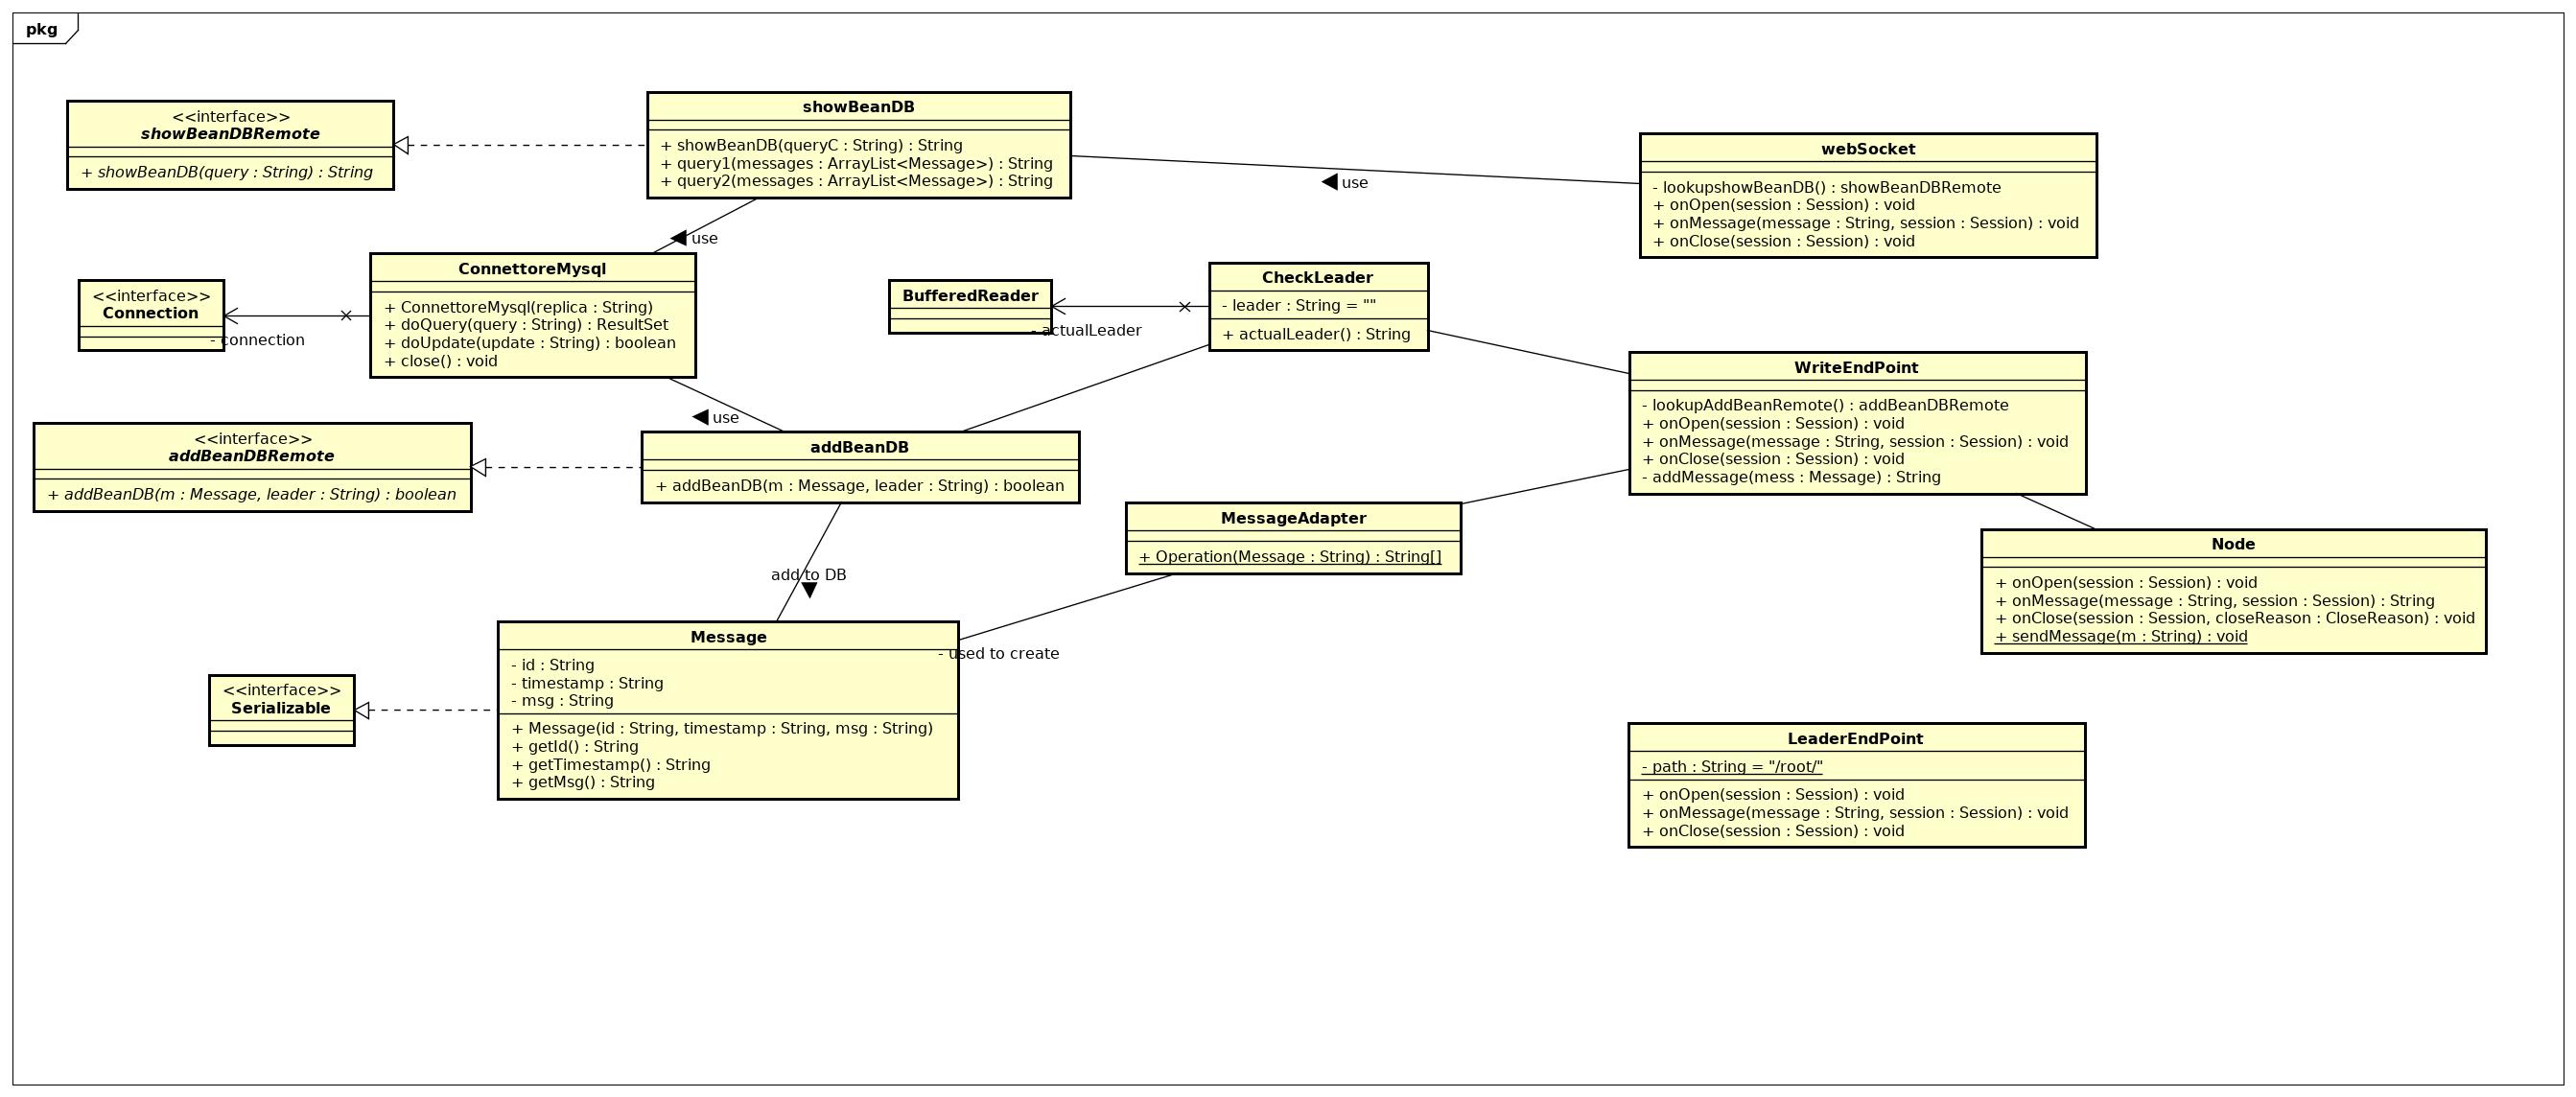 pkg
<<interface>>
showBeanDBRemote
+ showBeanDB(query : String) : String
showBeanDB
+ showBeanDB(queryC : String) : String
+ query1(messages : ArrayList<Message>) : String
+ query2(messages : ArrayList<Message>) : String
webSocket
- lookupshowBeanDB() : showBeanDBRemote
+ onOpen(session : Session) : void
+ onMessage(message : String, session : Session) : void
+ onClose(session : Session) : void
use
use
<<interface>>
Connection
- connection
ConnettoreMysql
+ ConnettoreMysql(replica : String)
+ doQuery(query : String) : ResultSet
+ doUpdate(update : String) : boolean
+ close() : void
BufferedReader
- actualLeader
CheckLeader
- leader : String = ""
+ actualLeader() : String
WriteEndPoint
- lookupAddBeanRemote() : addBeanDBRemote
+ onOpen(session : Session) : void
+ onMessage(message : String, session : Session) : void
+ onClose(session : Session) : void
- addMessage(mess : Message) : String
use
<<interface>>
addBeanDBRemote
+ addBeanDB(m : Message, leader : String) : boolean
addBeanDB
+ addBeanDB(m : Message, leader : String) : boolean
MessageAdapter
+ Operation(Message : String) : String[]
Node
+ onOpen(session : Session) : void
+ onMessage(message : String, session : Session) : String
+ onClose(session : Session, closeReason : CloseReason) : void
+ sendMessage(m : String) : void
add to DB
Message
- id : String
- timestamp : String
- msg : String
+ Message(id : String, timestamp : String, msg : String)
+ getId() : String
+ getTimestamp() : String
+ getMsg() : String
- used to create
<<interface>>
Serializable
LeaderEndPoint
- path : String = "/root/"
+ onOpen(session : Session) : void
+ onMessage(message : String, session : Session) : void
+ onClose(session : Session) : void